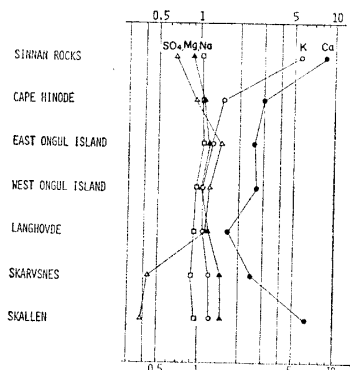 0.5 1 5 10
SO₄ Mg Na K Ca
SINNAN ROCKS
CAPE HINODE
EAST ONGUL ISLAND
WEST ONGUL ISLAND
LANGHOVDE
SKARVSNES
SKALLEN
0.5 1 5 10